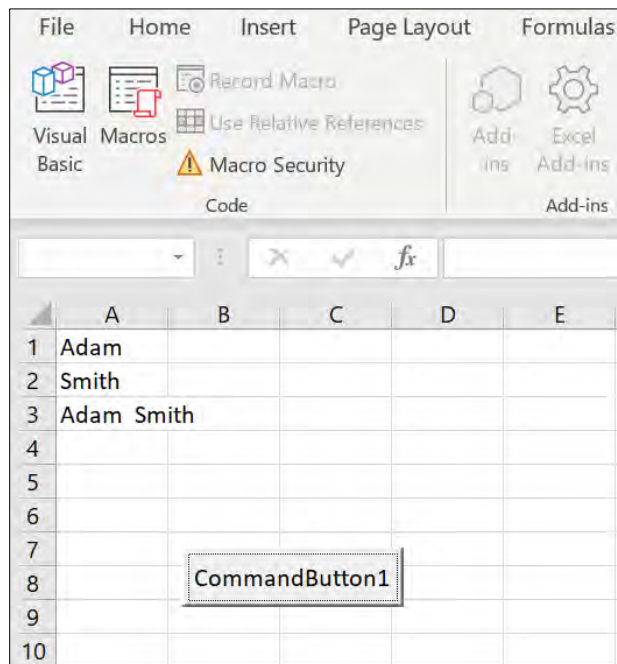 File Home Insert Page Layout Formulas
Record Macro
Use Relative References
Visual Basic
Macros
Macro Security
Add-ins
Excel Add-ins
Code
Add-ins
fx
A B C D E
1 Adam
2 Smith
3 Adam  Smith
4
5
6
7
8 CommandButton1
9
10